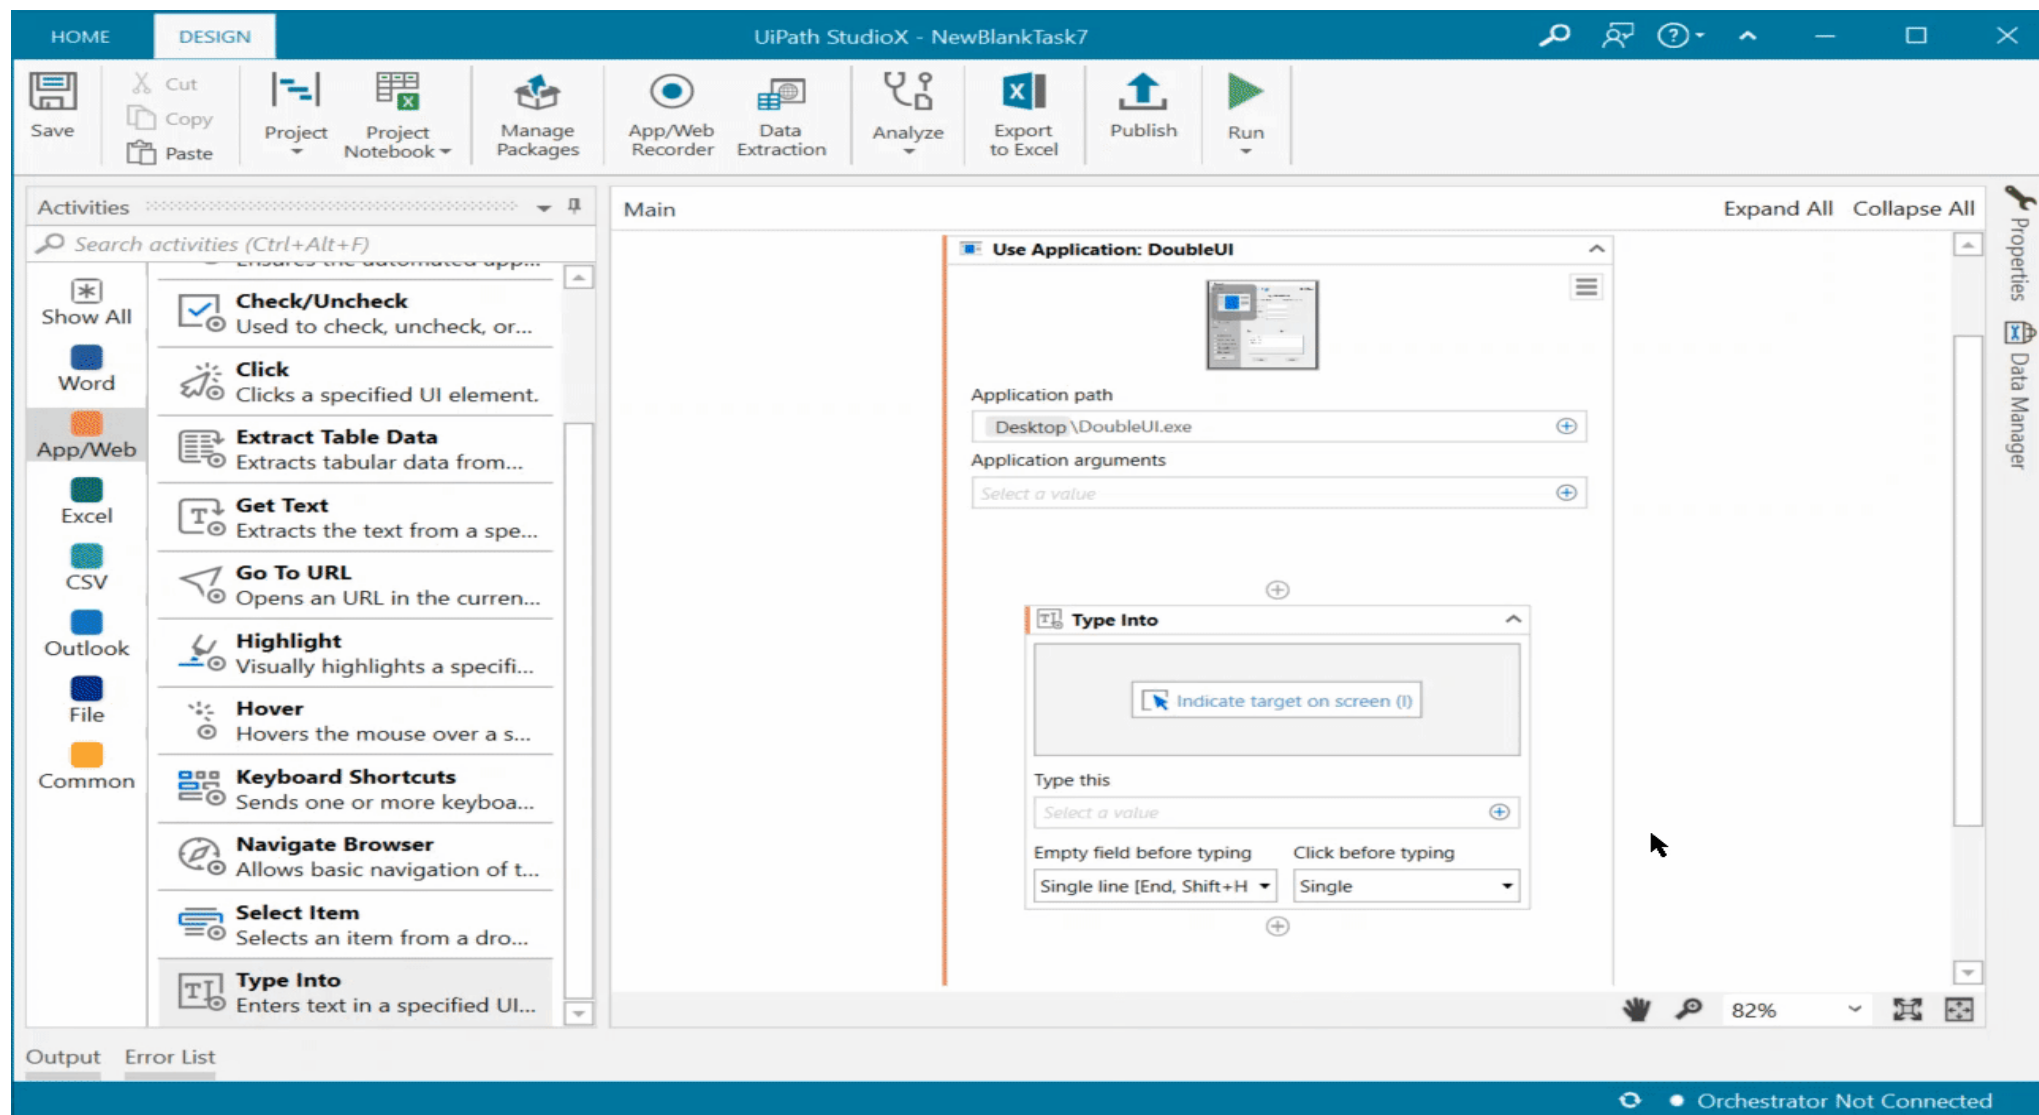 HOME
DESIGN
UiPath StudioX - NewBlankTask7
Save
Cut
Copy
Paste
Project
Project
Notebook
Manage
Packages
App/Web
Recorder
Data
Extraction
Analyze
Export
to Excel
Publish
Run
Activities
Search activities (Ctrl+Alt+F)
Show All
Word
App/Web
Excel
CSV
Outlook
File
Common
Ensures the automated app...
Check/Uncheck
Used to check, uncheck, or...
Click
Clicks a specified UI element.
Extract Table Data
Extracts tabular data from...
Get Text
Extracts the text from a spe...
Go To URL
Opens an URL in the curren...
Highlight
Visually highlights a specifi...
Hover
Hovers the mouse over a s...
Keyboard Shortcuts
Sends one or more keyboa...
Navigate Browser
Allows basic navigation of t...
Select Item
Selects an item from a dro...
Type Into
Enters text in a specified UI...
Main
Expand All
Collapse All
Use Application: DoubleUI
Application path
Desktop \DoubleUI.exe
Application arguments
Select a value
Type Into
Indicate target on screen (I)
Type this
Select a value
Empty field before typing
Click before typing
Single line [End, Shift+H
Single
82%
Properties
Data Manager
Output
Error List
Orchestrator Not Connected